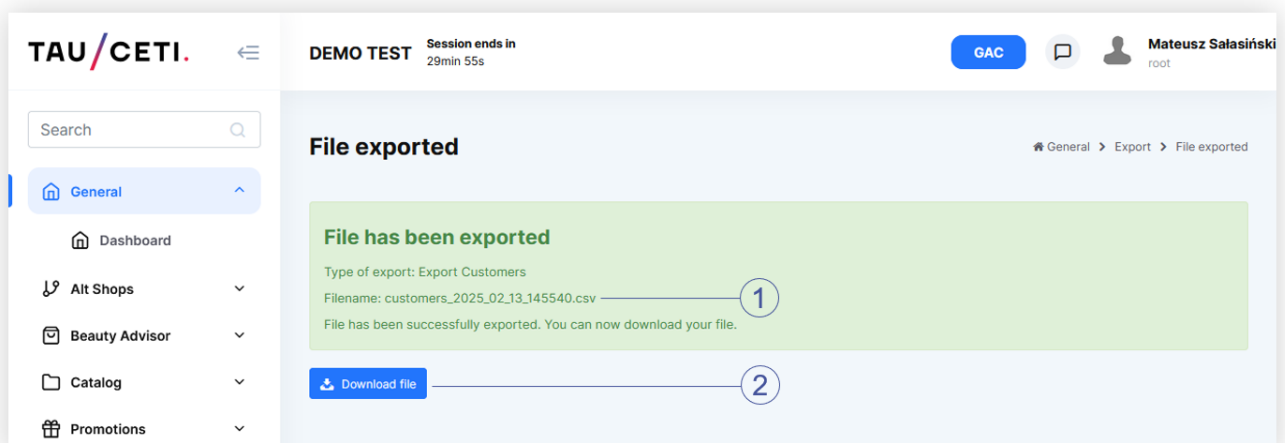 TAU/CETI.
DEMO TEST
Session ends in
29min 55s
GAC
Mateusz Sałasiński
root
Search
General
Dashboard
Alt Shops
Beauty Advisor
Catalog
Promotions
File exported
General > Export > File exported
File has been exported
Type of export: Export Customers
Filename: customers_2025_02_13_145540.csv
1
File has been successfully exported. You can now download your file.
Download file
2